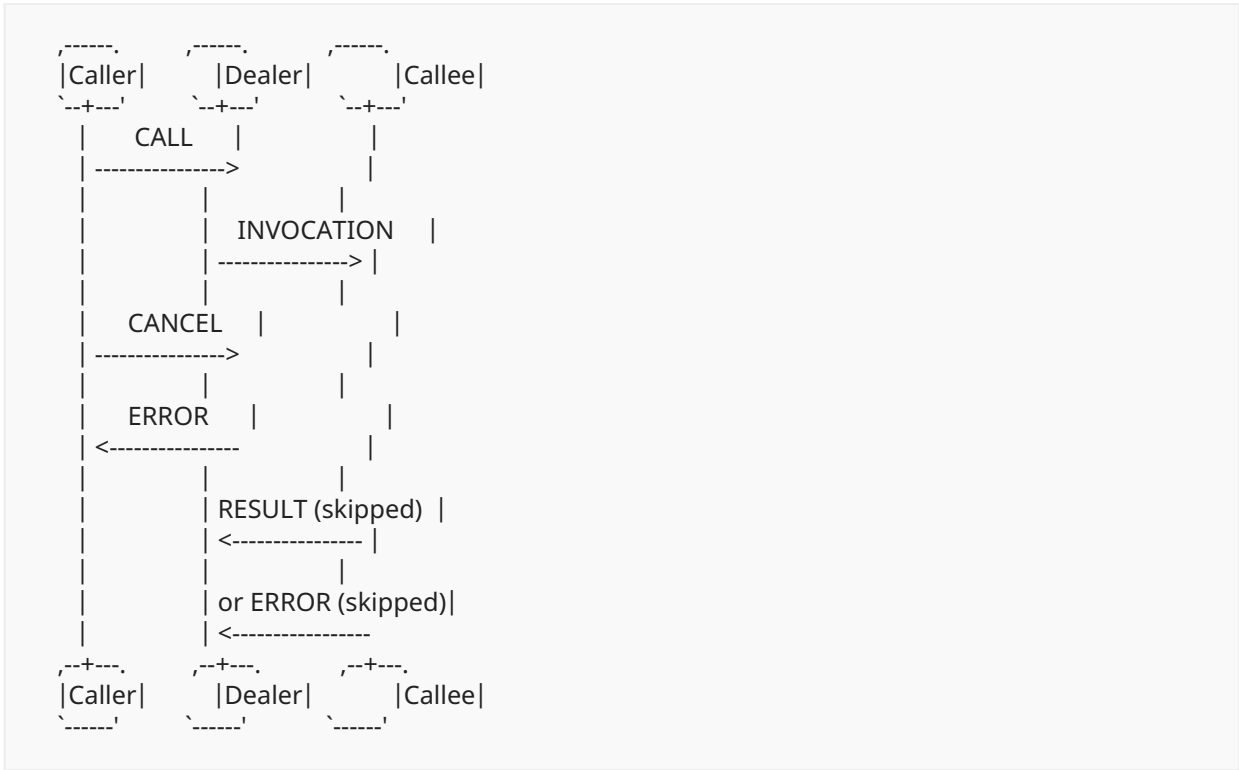 ,------.          ,------.            ,------.
|Caller|          |Dealer|            |Callee|
`--+---'          `--+---'            `--+---'
   |       CALL      |                   |
   | ---------------->                   |
   |                 |                   |
   |                 |    INVOCATION     |
   |                 | ----------------> |
   |                 |                   |
   |      CANCEL     |                   |
   | ---------------->                   |
   |                 |                   |
   |      ERROR      |                   |
   | <----------------                   |
   |                 |                   |
   |                 | RESULT (skipped)  |
   |                 | <---------------- |
   |                 |                   |
   |                 | or ERROR (skipped)|
   |                 | <-----------------
,--+---.          ,--+---.            ,--+---.
|Caller|          |Dealer|            |Callee|
`------'          `------'            `------'